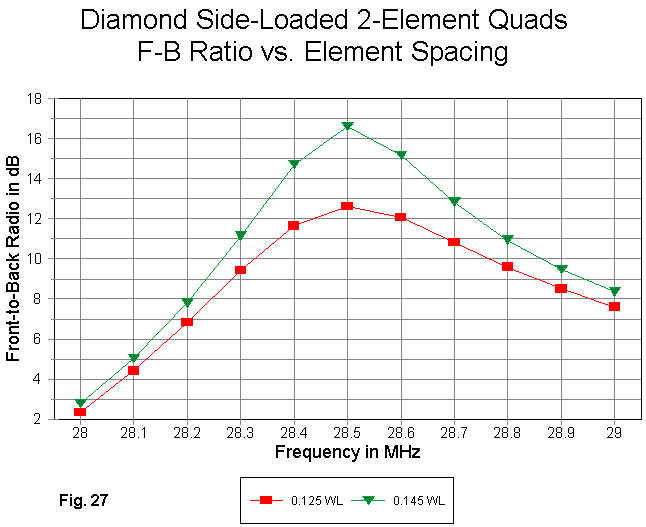 Diamond Side-Loaded 2-Element Quads
F-B Ratio vs. Element Spacing
Front-to-Back Radio in dB
18
16
14
12
10
8
6
4
2
28 28.1 28.2 28.3 28.4 28.5 28.6 28.7 28.8 28.9 29
Frequency in MHz
Fig. 27
0.125 WL 0.145 WL